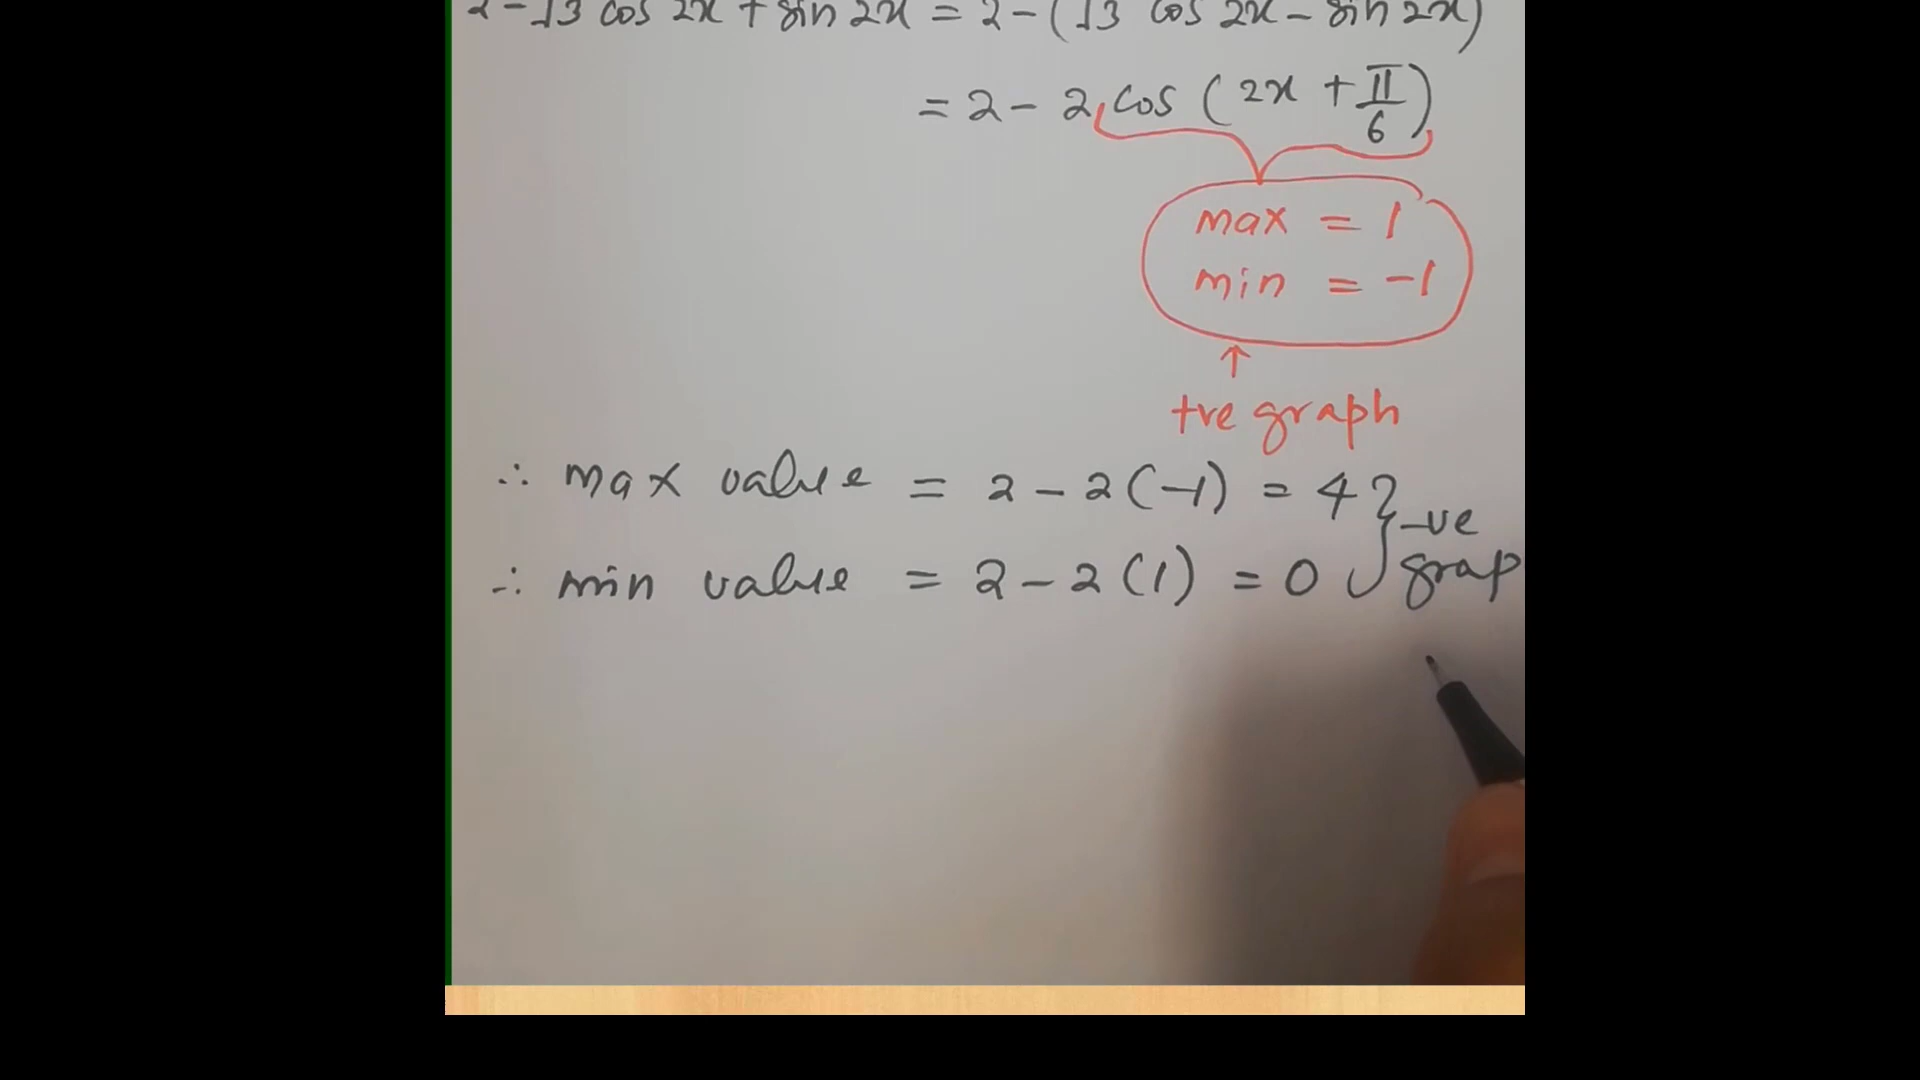 2-√3 cos 2x + sin 2x = 2-(√3 cos 2x - sin 2x)
= 2-2 cos (2x + π/6)
max = 1
min = -1
↑
+ve graph
∴ max value = 2-2(-1) = 4
-ve
∴ min value = 2-2(1) = 0
grap